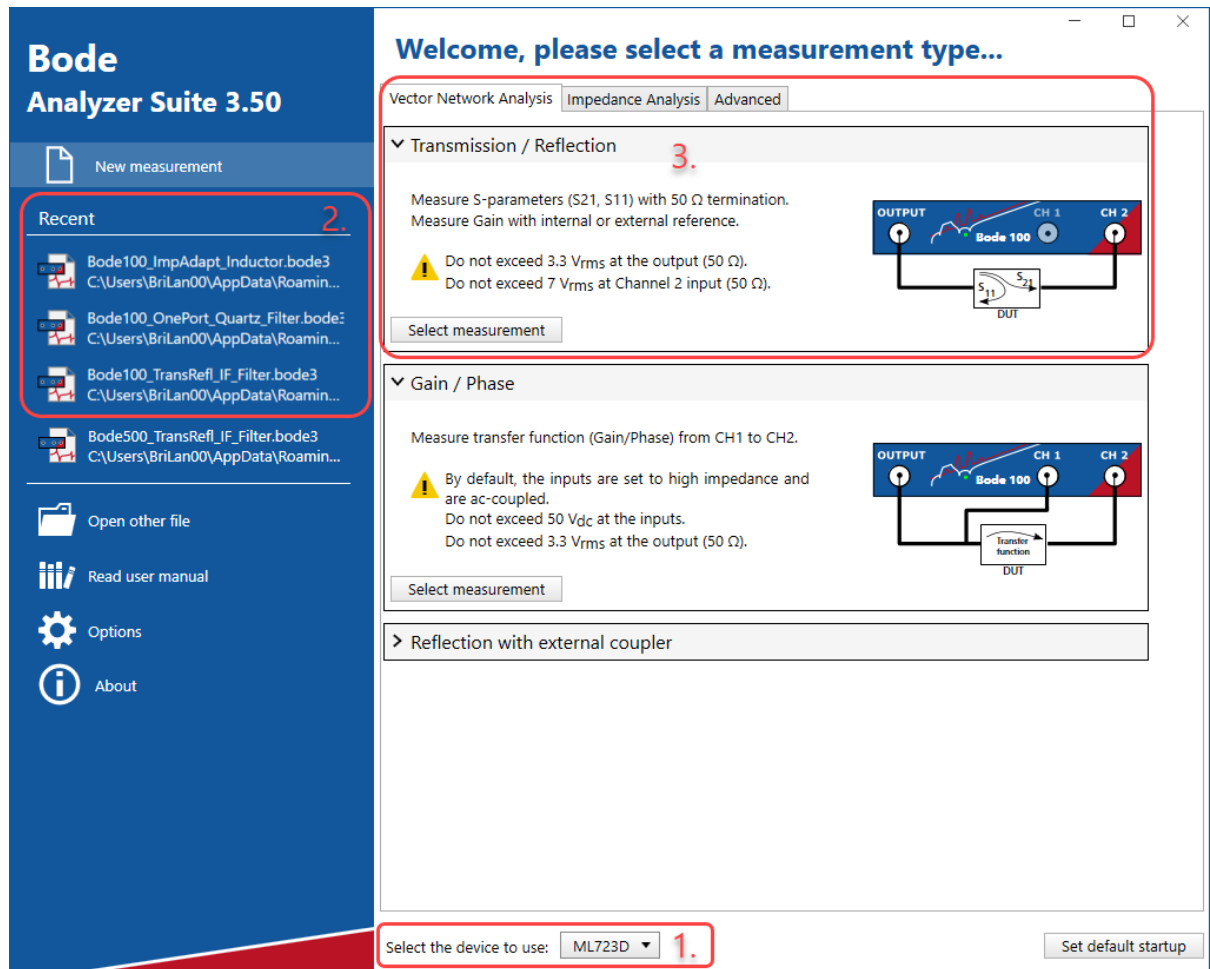 Bode
Analyzer Suite 3.50
New measurement
Recent
2.
Bode100_ImpAdapt_Inductor.bode3
C:\Users\BriLan00\AppData\Roamin...
Bode100_OnePort_Quartz_Filter.bode3
C:\Users\BriLan00\AppData\Roamin...
Bode100_TransRefl_IF_Filter.bode3
C:\Users\BriLan00\AppData\Roamin...
Bode500_TransRefl_IF_Filter.bode3
C:\Users\BriLan00\AppData\Roamin...
Open other file
Read user manual
Options
About
Welcome, please select a measurement type...
Vector Network Analysis Impedance Analysis Advanced
Transmission / Reflection
3.
Measure S-parameters (S21, S11) with 50 Ω termination.
Measure Gain with internal or external reference.
Do not exceed 3.3 Vrms at the output (50 Ω).
Do not exceed 7 Vrms at Channel 2 input (50 Ω).
Select measurement
OUTPUT CH 1 CH 2
Bode 100
S11 S21
DUT
Gain / Phase
Measure transfer function (Gain/Phase) from CH1 to CH2.
By default, the inputs are set to high impedance and
are ac-coupled.
Do not exceed 50 Vdc at the inputs.
Do not exceed 3.3 Vrms at the output (50 Ω).
Select measurement
OUTPUT CH 1 CH 2
Bode 100
Transfer
function
DUT
Reflection with external coupler
Select the device to use: ML723D 1.
Set default startup